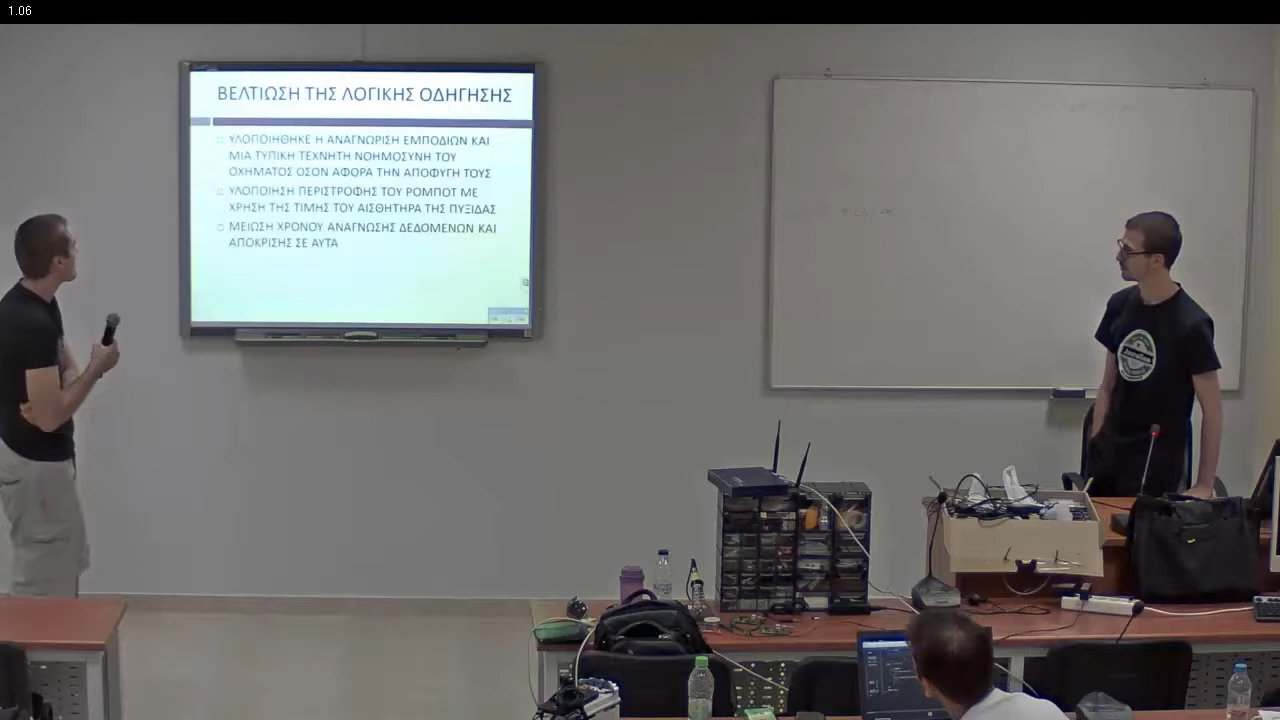 1.06
ΒΕΛΤΙΩΣΗ ΤΗΣ ΛΟΓΙΚΗΣ ΟΔΗΓΗΣΗΣ
ΥΛΟΠΟΙΗΘΗΚΕ Η ΑΝΑΓΝΩΡΙΣΗ ΕΜΠΟΔΙΩΝ ΚΑΙ
ΜΙΑ ΤΥΠΙΚΗ ΤΕΧΝΗΤΗ ΝΟΗΜΟΣΥΝΗ ΤΟΥ
ΟΧΗΜΑΤΟΣ ΟΣΟΝ ΑΦΟΡΑ ΤΗΝ ΑΠΟΦΥΓΗ ΤΟΥΣ
ΥΛΟΠΟΙΗΣΗ ΠΕΡΙΣΤΡΟΦΗΣ ΤΟΥ ΡΟΜΠΟΤ ΜΕ
ΧΡΗΣΗ ΤΗΣ ΤΙΜΗΣ ΤΟΥ ΑΙΣΘΗΤΗΡΑ ΤΗΣ ΠΥΞΙΔΑΣ
ΜΕΙΩΣΗ ΧΡΟΝΟΥ ΑΝΑΓΝΩΣΗΣ ΔΕΔΟΜΕΝΩΝ ΚΑΙ
ΑΠΟΚΡΙΣΗΣ ΣΕ ΑΥΤΑ